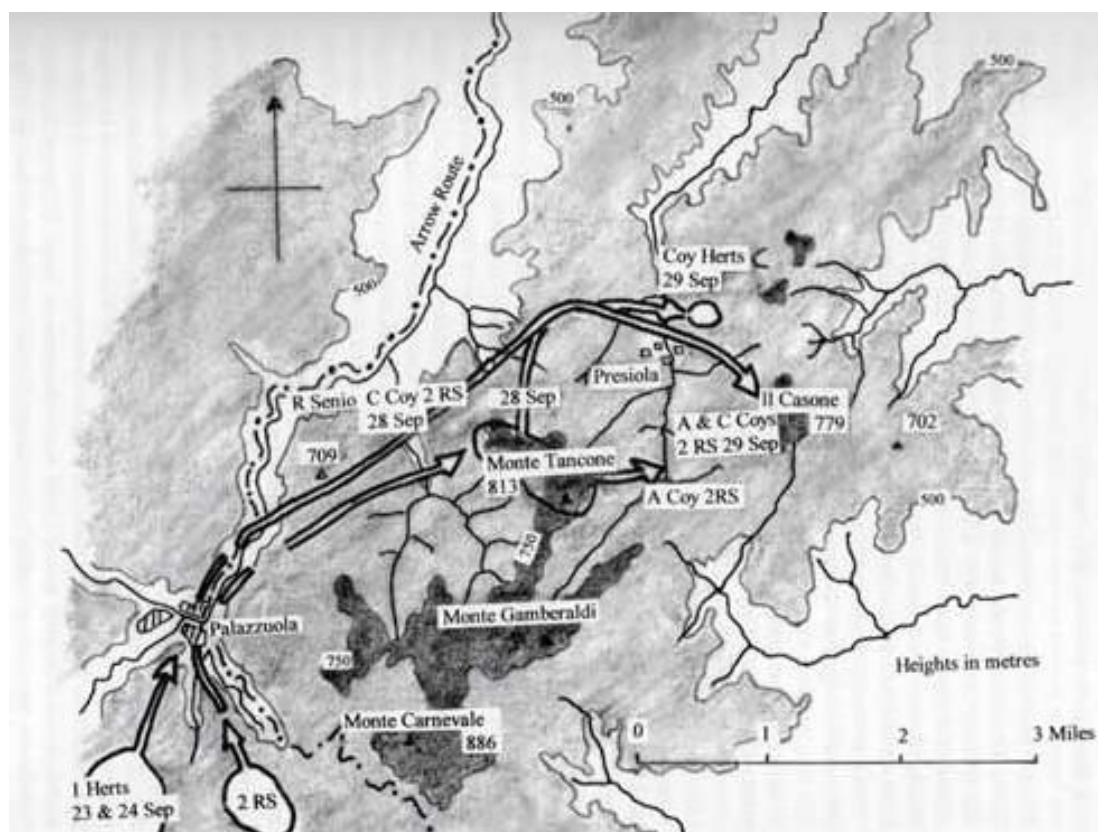 500
500
Arrow Route
500
Coy Herts
29 Sep
R Senio
C Coy 2 RS
28 Sep
28 Sep
Presiola
Il Casone
779
A & C Coys
2 RS 29 Sep
702
709
Monte Tancone
813
A Coy 2RS
500
750
Palazzuola
Monte Gamberaldi
750
Heights in metres
Monte Carnevale
886
0 1 2 3 Miles
1 Herts
23 & 24 Sep
2 RS